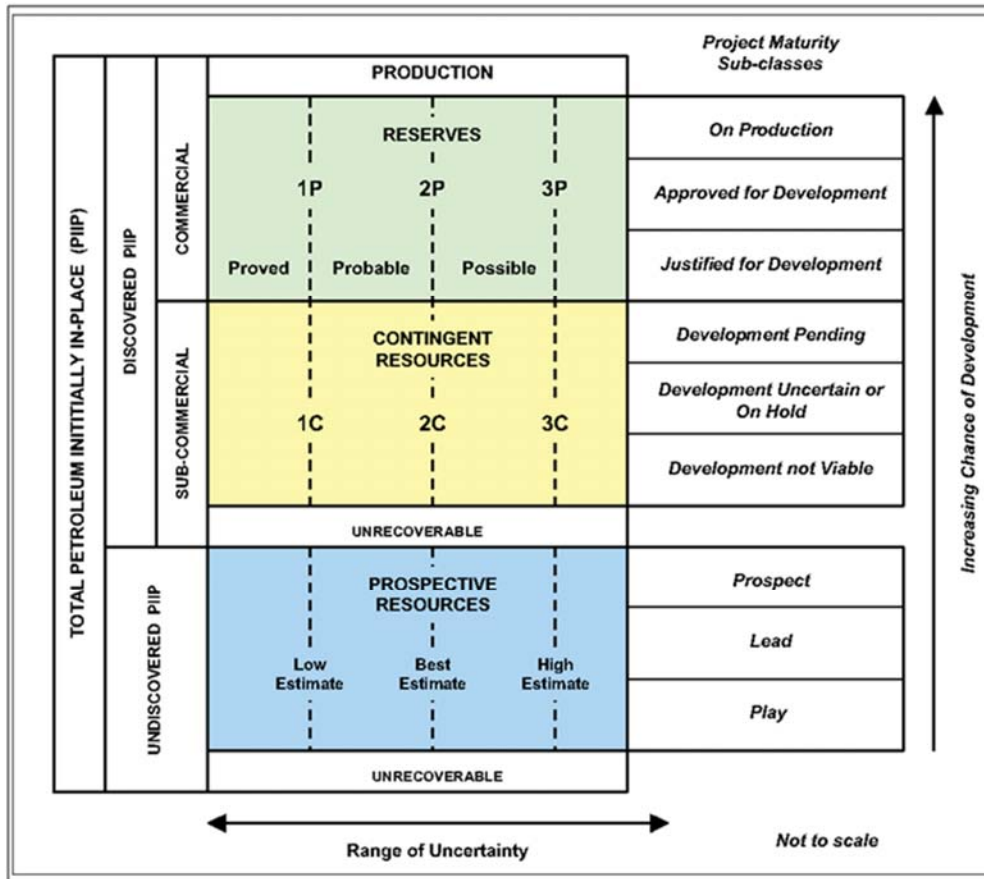 Project Maturity
Sub-classes
PRODUCTION
TOTAL PETROLEUM INITIALLY IN-PLACE (PIIP)
DISCOVERED PIIP
COMMERCIAL
RESERVES
1P 2P 3P
Proved Probable Possible
On Production
Approved for Development
Justified for Development
SUB-COMMERCIAL
CONTINGENT
RESOURCES
1C 2C 3C
Development Pending
Development Uncertain or
On Hold
Development not Viable
UNRECOVERABLE
UNDISCOVERED PIIP
PROSPECTIVE
RESOURCES
Low
Estimate
Best
Estimate
High
Estimate
Prospect
Lead
Play
UNRECOVERABLE
Increasing Chance of Development
Range of Uncertainty
Not to scale